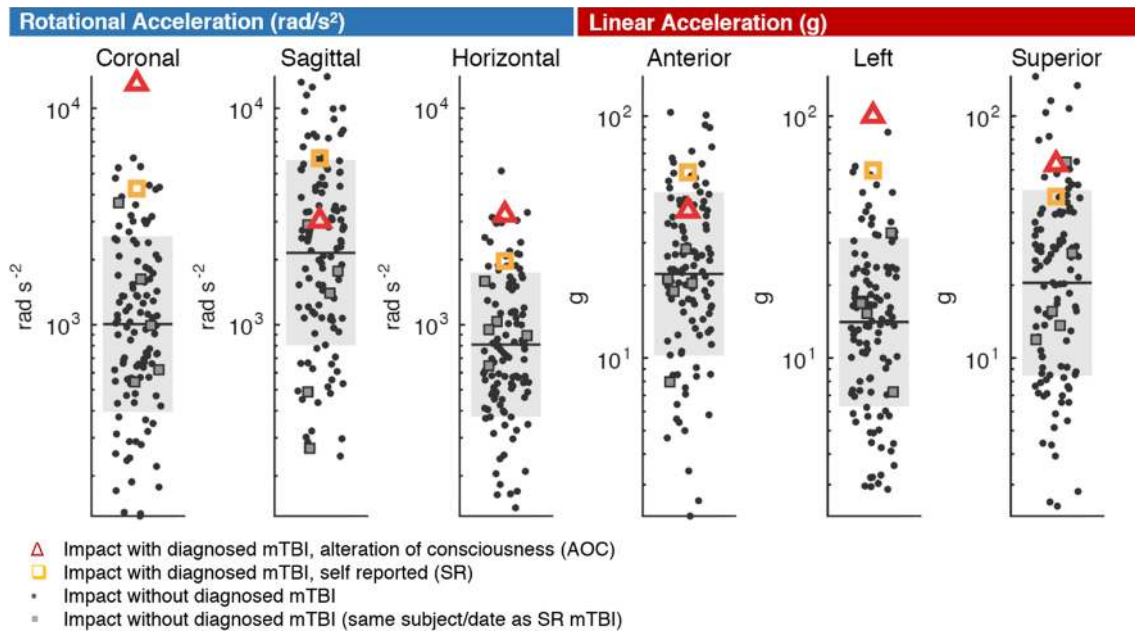 Rotational Acceleration (rad/s²) Linear Acceleration (g)
Coronal Sagittal Horizontal Anterior Left Superior
10⁴ 10⁴ 10⁴ 10² 10² 10²
rad s⁻² rad s⁻² rad s⁻² g g g
10³ 10³ 10³ 10¹ 10¹ 10¹
Impact with diagnosed mTBI, alteration of consciousness (AOC)
Impact with diagnosed mTBI, self reported (SR)
Impact without diagnosed mTBI
Impact without diagnosed mTBI (same subject/date as SR mTBI)